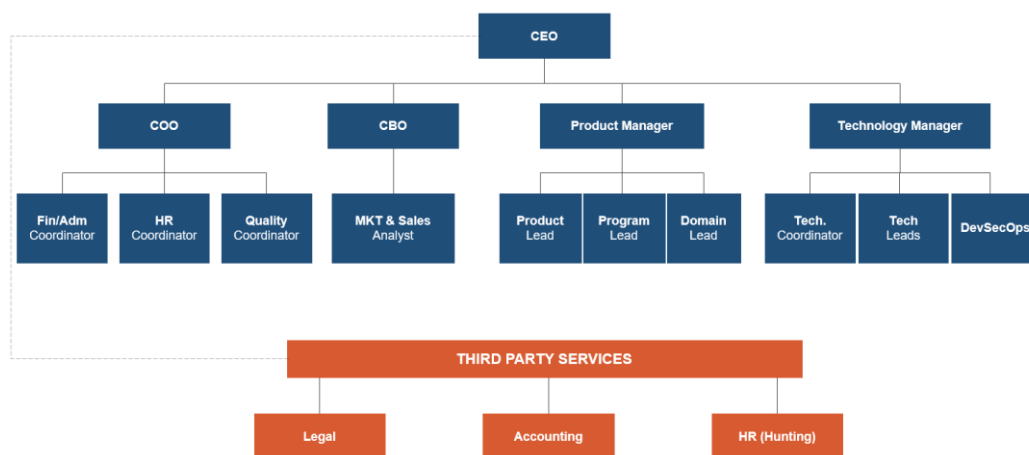 CEO
COO
CBO
Product Manager
Technology Manager
Fin/Adm
Coordinator
HR
Coordinator
Quality
Coordinator
MKT & Sales
Analyst
Product
Lead
Program
Lead
Domain
Lead
Tech.
Coordinator
Tech
Leads
DevSecOps
THIRD PARTY SERVICES
Legal
Accounting
HR (Hunting)